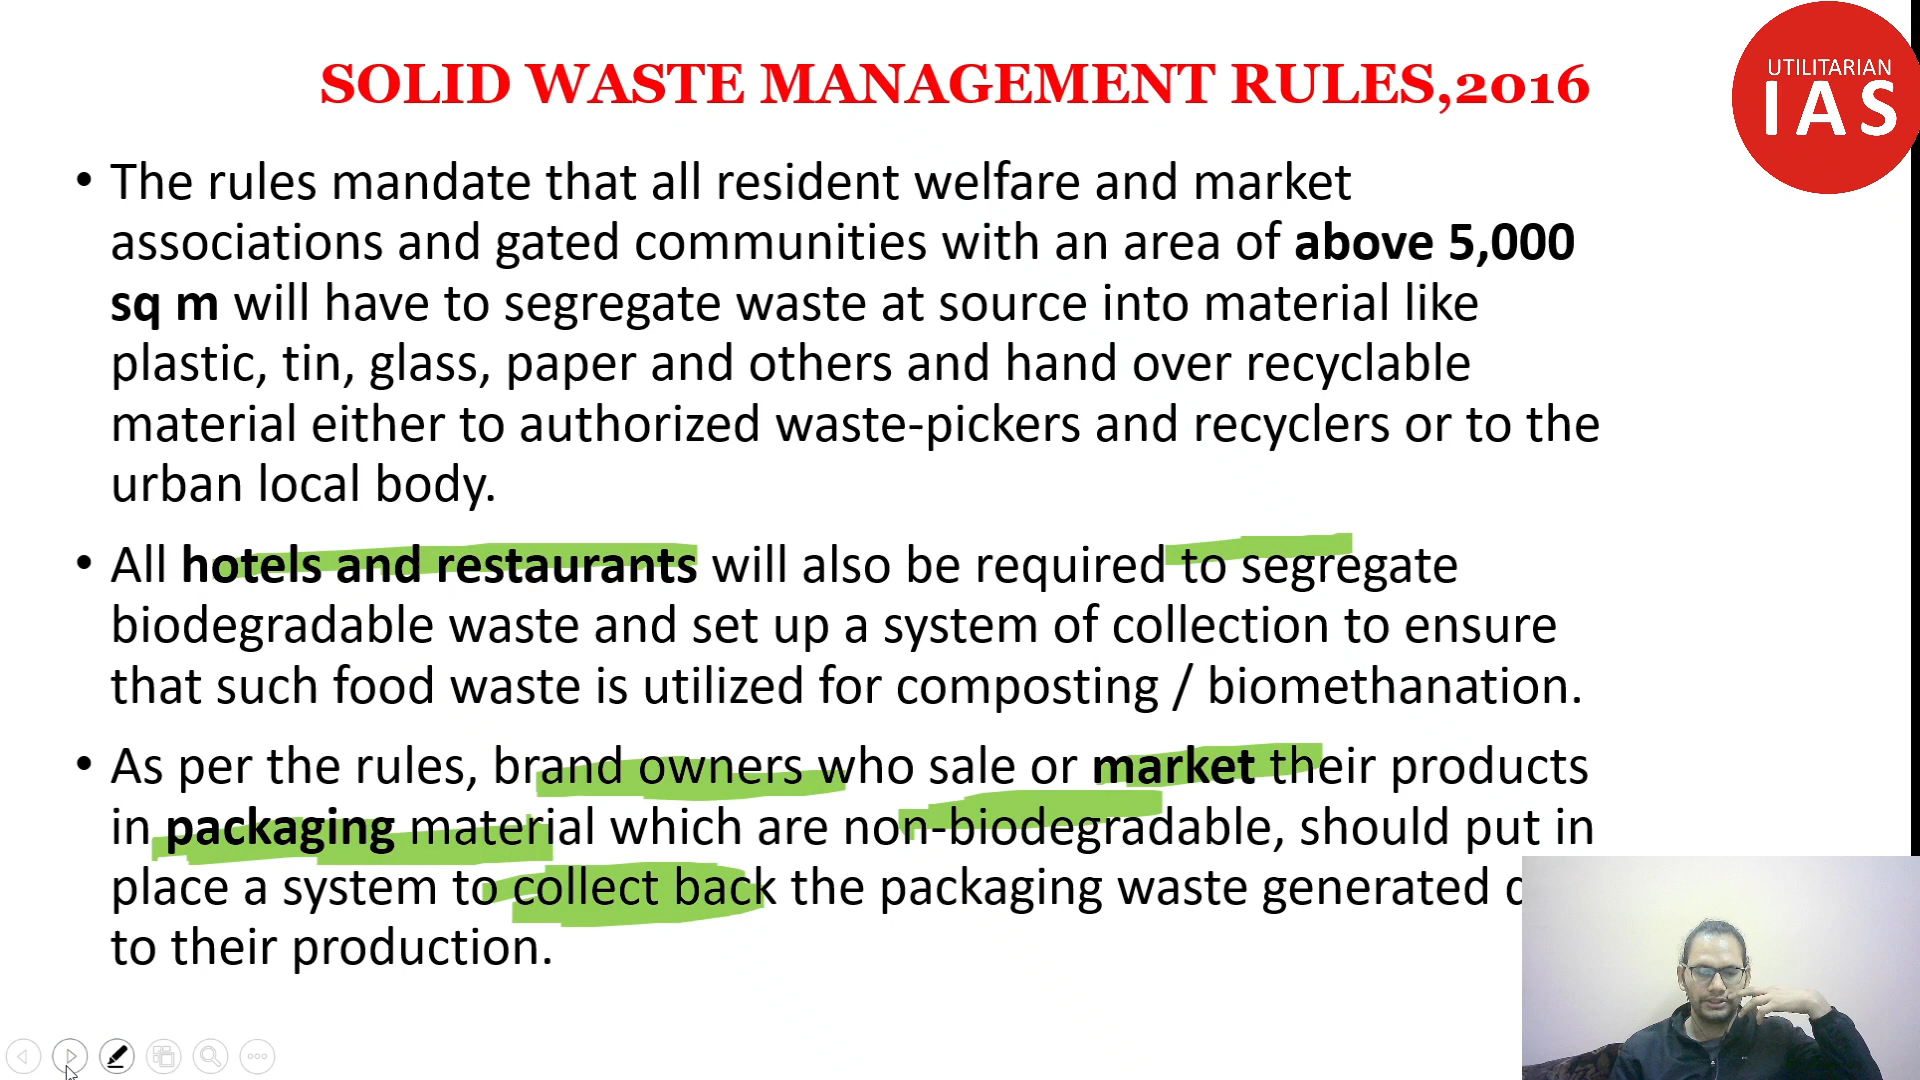 SOLID WASTE MANAGEMENT RULES,2016
UTILITARIAN
IAS
• The rules mandate that all resident welfare and market
associations and gated communities with an area of above 5,000
sq m will have to segregate waste at source into material like
plastic, tin, glass, paper and others and hand over recyclable
material either to authorized waste-pickers and recyclers or to the
urban local body.
• All hotels and restaurants will also be required to segregate
biodegradable waste and set up a system of collection to ensure
that such food waste is utilized for composting / biomethanation.
• As per the rules, brand owners who sale or market their products
in packaging material which are non-biodegradable, should put in
place a system to collect back the packaging waste generated
to their production.